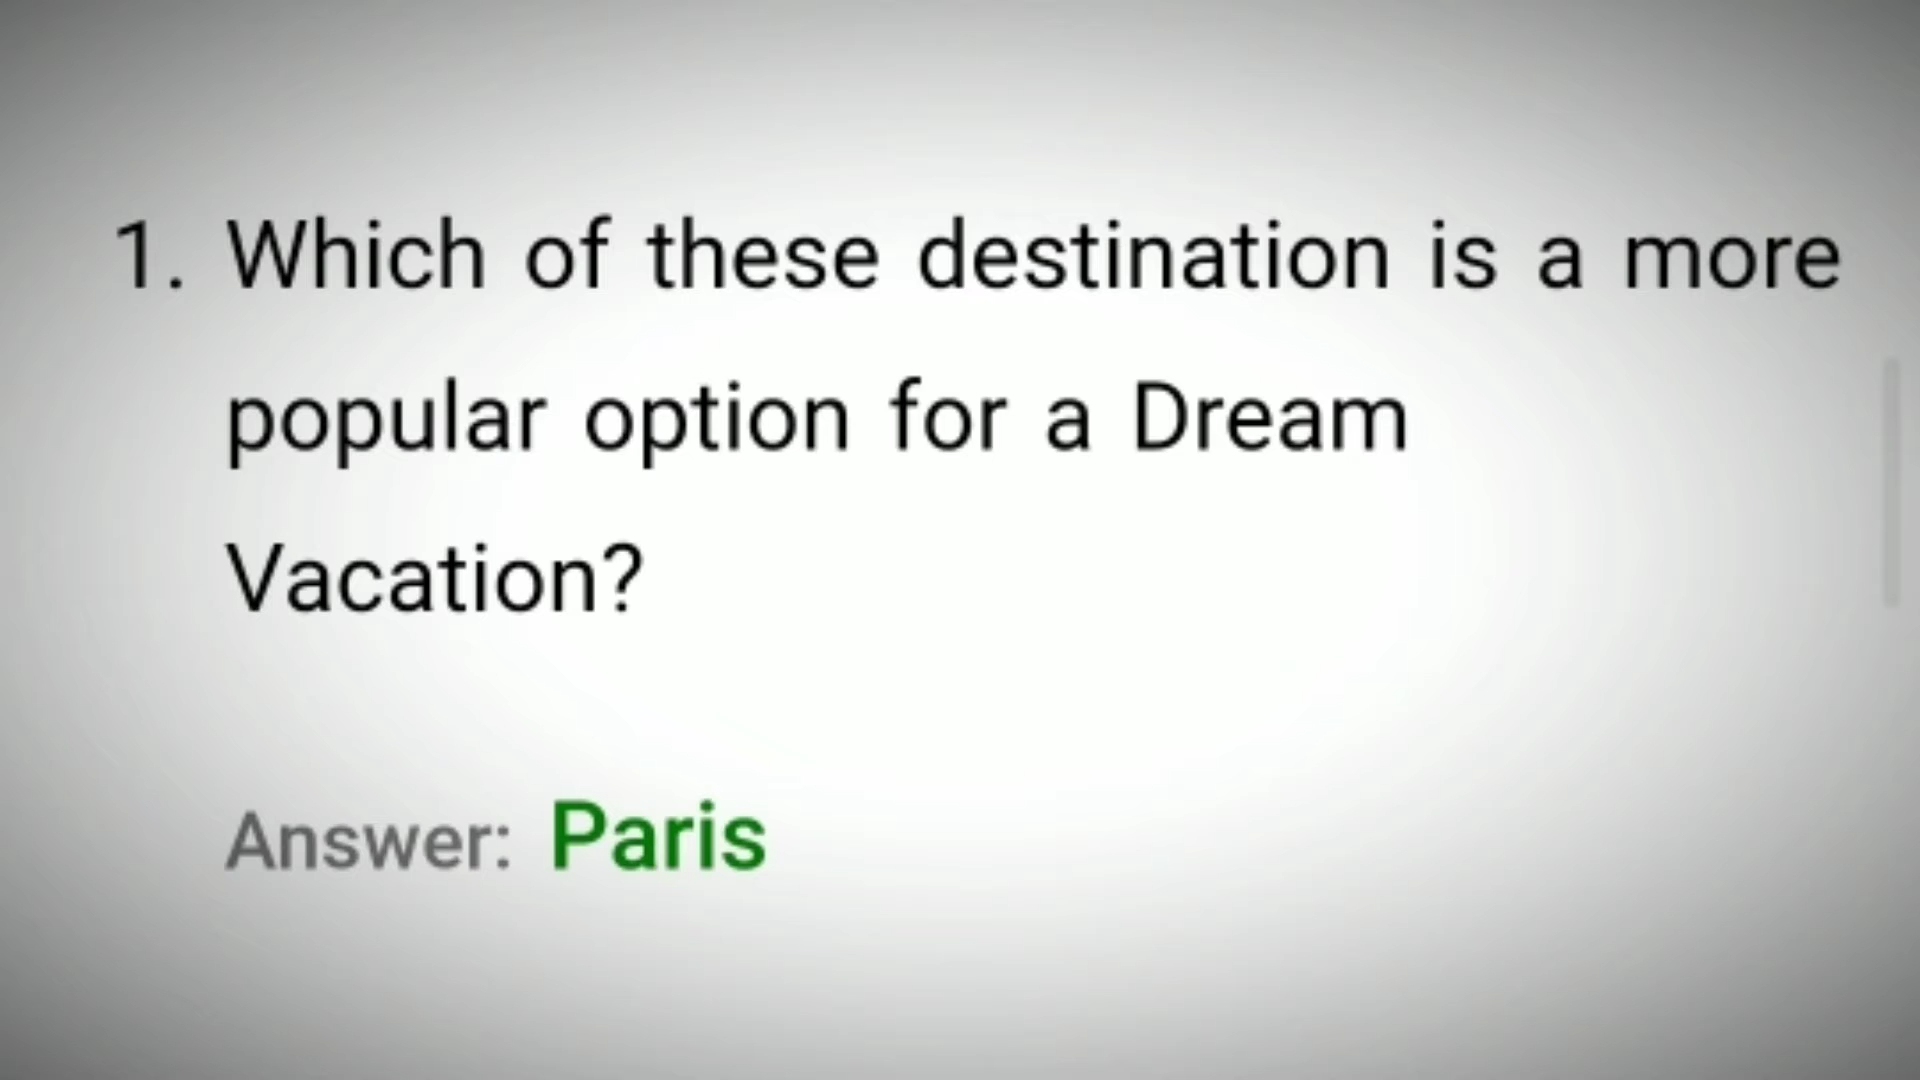 1. Which of these destination is a more
popular option for a Dream
Vacation?
Answer: Paris